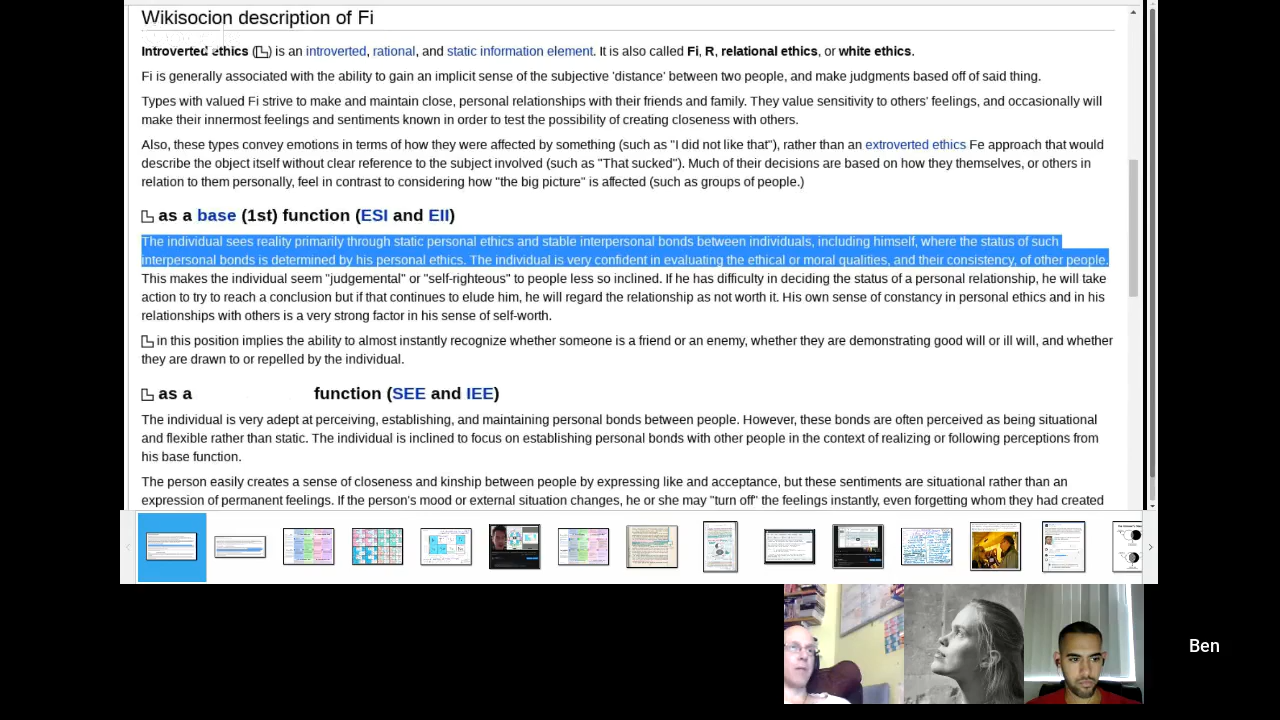 Wikisocion description of Fi
Introverted ethics () is an introverted, rational, and static information element. It is also called Fi, R, relational ethics, or white ethics.
Fi is generally associated with the ability to gain an implicit sense of the subjective 'distance' between two people, and make judgments based off of said thing.
Types with valued Fi strive to make and maintain close, personal relationships with their friends and family. They value sensitivity to others' feelings, and occasionally will
make their innermost feelings and sentiments known in order to test the possibility of creating closeness with others.
Also, these types convey emotions in terms of how they were affected by something (such as "I did not like that"), rather than an extroverted ethics Fe approach that would
describe the object itself without clear reference to the subject involved (such as "That sucked"). Much of their decisions are based on how they themselves, or others in
relation to them personally, feel in contrast to considering how "the big picture" is affected (such as groups of people.)
as a base (1st) function (ESI and EII)
The individual sees reality primarily through static personal ethics and stable interpersonal bonds between individuals, including himself, where the status of such
interpersonal bonds is determined by his personal ethics. The individual is very confident in evaluating the ethical or moral qualities, and their consistency, of other people.
This makes the individual seem "judgemental" or "self-righteous" to people less so inclined. If he has difficulty in deciding the status of a personal relationship, he will take
action to try to reach a conclusion but if that continues to elude him, he will regard the relationship as not worth it. His own sense of constancy in personal ethics and in his
relationships with others is a very strong factor in his sense of self-worth.
in this position implies the ability to almost instantly recognize whether someone is a friend or an enemy, whether they are demonstrating good will or ill will, and whether
they are drawn to or repelled by the individual.
as a function (SEE and IEE)
The individual is very adept at perceiving, establishing, and maintaining personal bonds between people. However, these bonds are often perceived as being situational
and flexible rather than static. The individual is inclined to focus on establishing personal bonds with other people in the context of realizing or following perceptions from
his base function.
The person easily creates a sense of closeness and kinship between people by expressing like and acceptance, but these sentiments are situational rather than an
expression of permanent feelings. If the person's mood or external situation changes, he or she may "turn off" the feelings instantly, even forgetting whom they had created
Ben